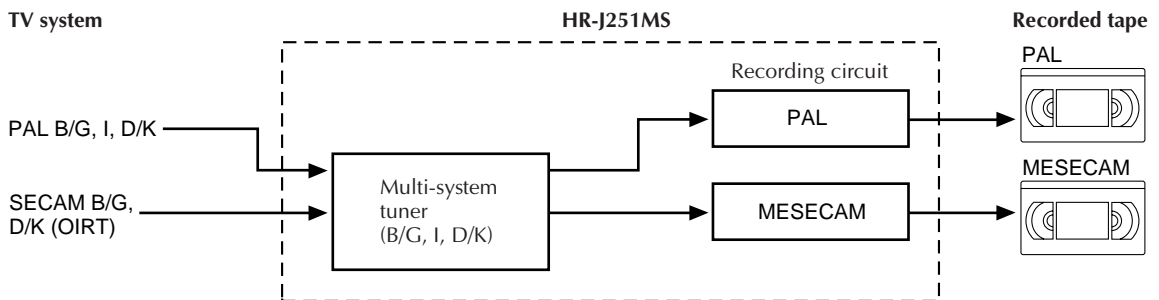 TV system
HR-J251MS
Recorded tape
PAL
Recording circuit
PAL B/G, I, D/K
PAL
SECAM B/G,
D/K (OIRT)
Multi-system
tuner
(B/G, I, D/K)
MESECAM
MESECAM